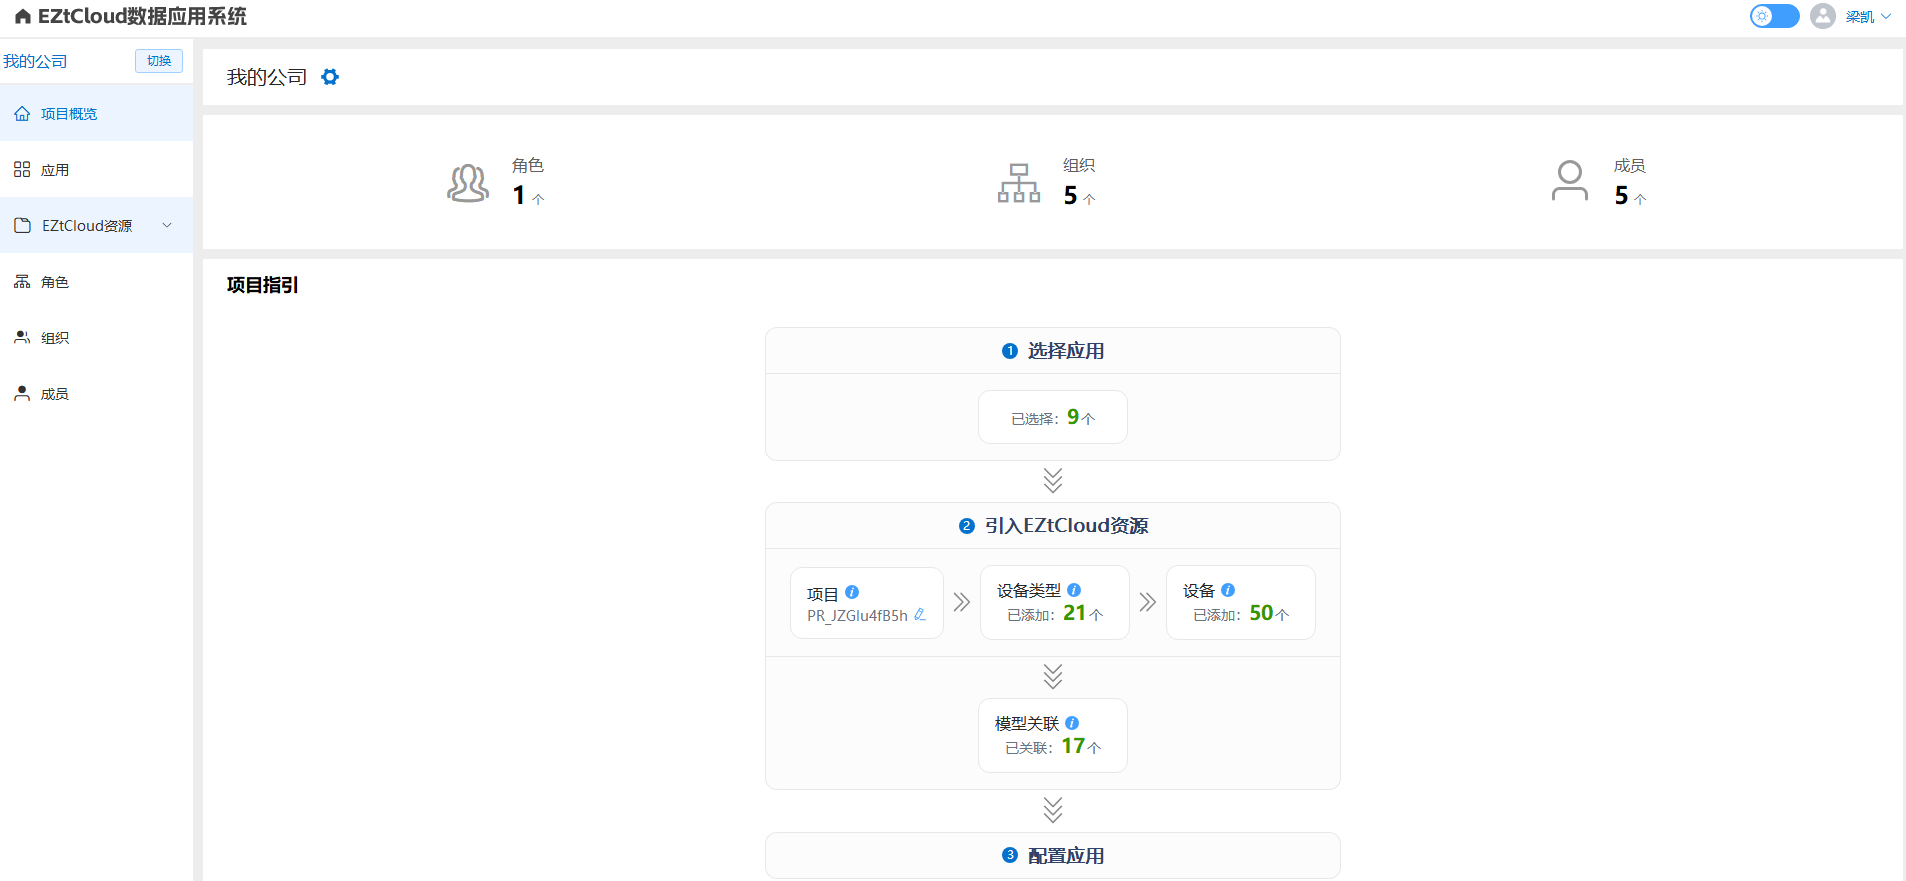 EZtCloud数据应用系统
梁凯
我的公司
切换
项目概览
应用
EZtCloud资源
角色
组织
成员
我的公司
角色
1 个
组织
5 个
成员
5 个
项目指引
1 选择应用
已选择: 9个
2 引入EZtCloud资源
项目
PR_JZGlu4fB5h
设备类型
已添加: 21个
设备
已添加: 50个
模型关联
已关联: 17个
3 配置应用